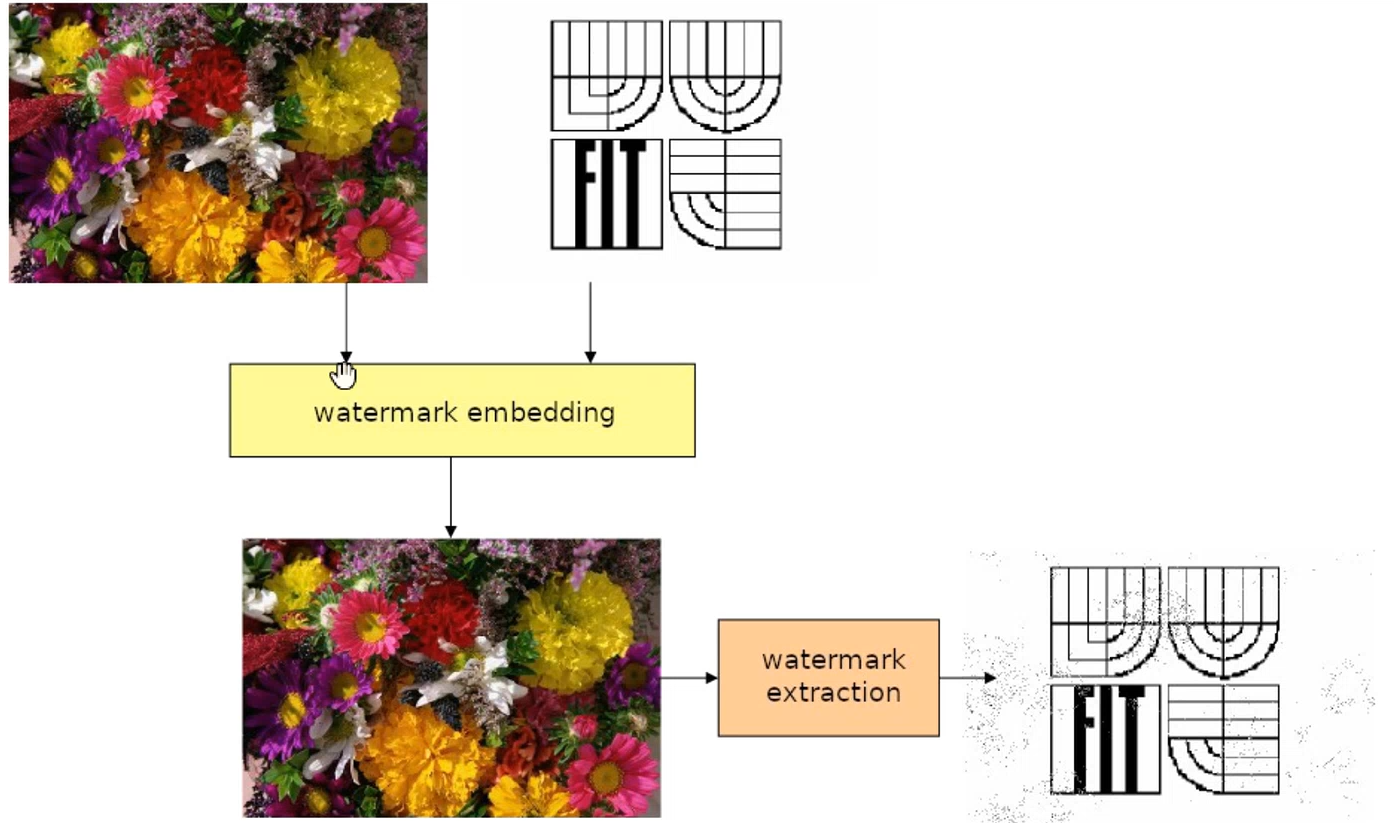 FIT
watermark embedding
watermark
extraction
FIT